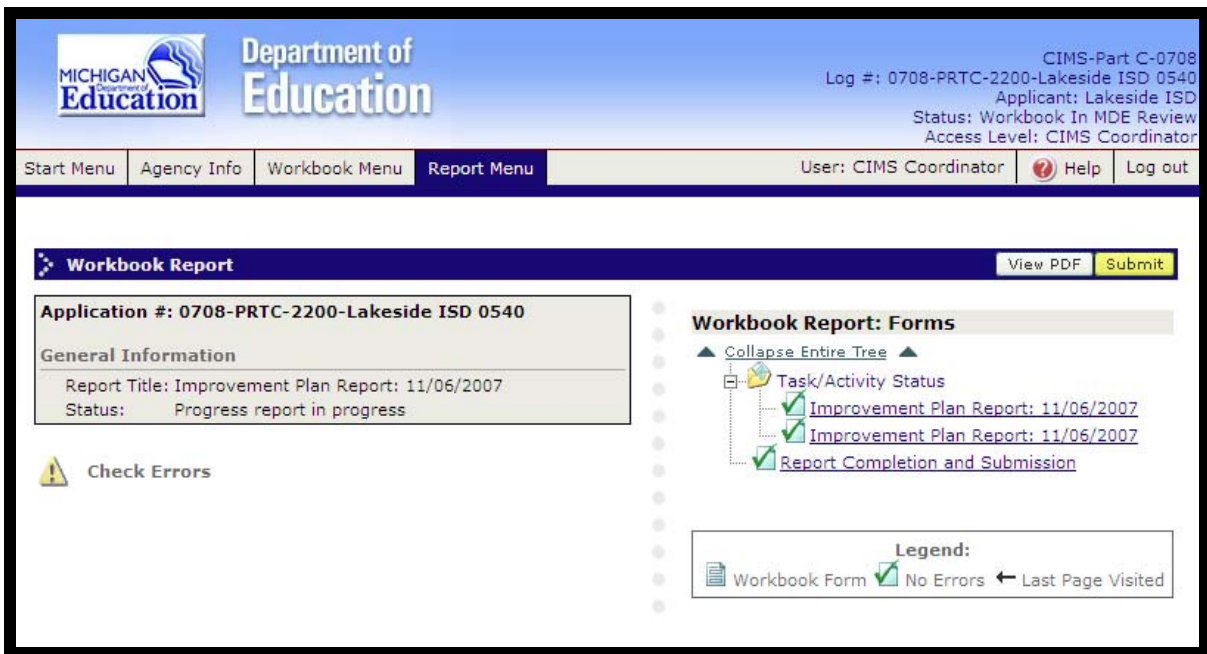 MICHIGAN
Department of
Education
Department of
Education
CIMS-Part C-0708
Log #: 0708-PRTC-2200-Lakeside ISD 0540
Applicant: Lakeside ISD
Status: Workbook In MDE Review
Access Level: CIMS Coordinator
Start Menu Agency Info Workbook Menu Report Menu User: CIMS Coordinator ? Help Log out
Workbook Report View PDF Submit
Application #: 0708-PRTC-2200-Lakeside ISD 0540
General Information
Report Title: Improvement Plan Report: 11/06/2007
Status: Progress report in progress
Check Errors
Workbook Report: Forms
Collapse Entire Tree
Task/Activity Status
Improvement Plan Report: 11/06/2007
Improvement Plan Report: 11/06/2007
Report Completion and Submission
Legend:
Workbook Form No Errors Last Page Visited